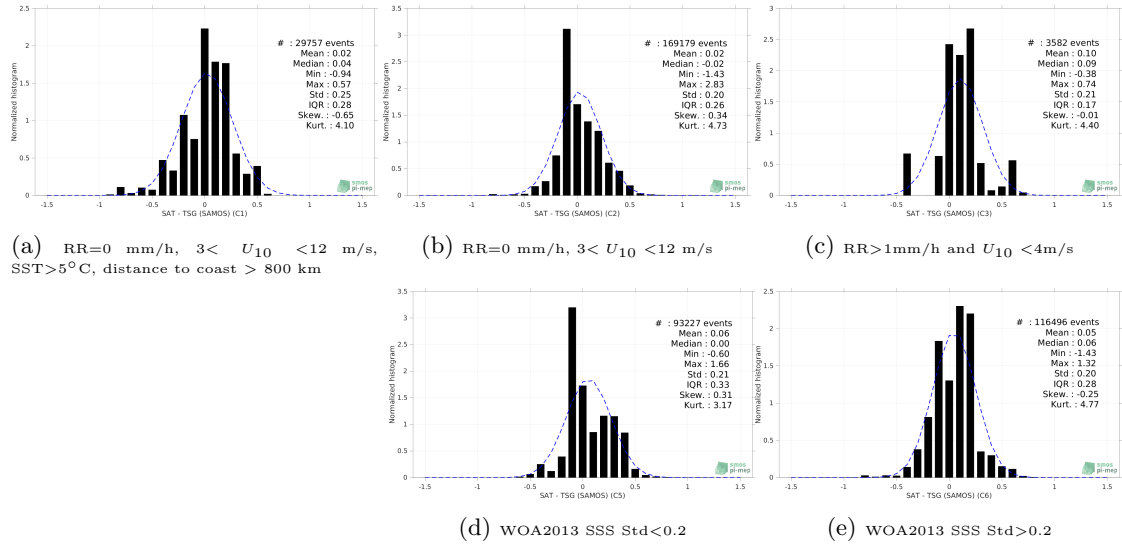 2.5
2
1.5
1
0.5
0
Normalized histogram
# : 29757 events
Mean : 0.02
Median : 0.04
Min : -0.94
Max : 0.57
Std : 0.25
IQR : 0.28
Skew. : -0.65
Kurt. : 4.10
smos
pi-mep
-1.5 -1 -0.5 0 0.5 1 1.5
SAT - TSG (SAMOS) (C1)
(a) RR=0 mm/h, 3< U10 <12 m/s,
SST>5°C, distance to coast > 800 km
3.5
3
2.5
2
1.5
1
0.5
0
Normalized histogram
# : 169179 events
Mean : 0.02
Median : -0.02
Min : -1.43
Max : 2.83
Std : 0.20
IQR : 0.26
Skew. : 0.34
Kurt. : 4.73
smos
pi-mep
-1.5 -1 -0.5 0 0.5 1 1.5
SAT - TSG (SAMOS) (C2)
(b) RR=0 mm/h, 3< U10 <12 m/s
3
2.5
2
1.5
1
0.5
0
Normalized histogram
# : 3582 events
Mean : 0.10
Median : 0.09
Min : -0.38
Max : 0.74
Std : 0.21
IQR : 0.17
Skew. : -0.01
Kurt. : 4.40
smos
pi-mep
-1.5 -1 -0.5 0 0.5 1 1.5
SAT - TSG (SAMOS) (C3)
(c) RR>1mm/h and U10 <4m/s
3.5
3
2.5
2
1.5
1
0.5
0
Normalized histogram
# : 93227 events
Mean : 0.06
Median : 0.00
Min : -0.60
Max : 1.66
Std : 0.21
IQR : 0.33
Skew. : 0.31
Kurt. : 3.17
smos
pi-mep
-1.5 -1 -0.5 0 0.5 1 1.5
SAT - TSG (SAMOS) (C5)
(d) WOA2013 SSS Std<0.2
2.5
2
1.5
1
0.5
0
Normalized histogram
# : 116496 events
Mean : 0.05
Median : 0.06
Min : -1.43
Max : 1.32
Std : 0.20
IQR : 0.28
Skew. : -0.25
Kurt. : 4.77
smos
pi-mep
-1.5 -1 -0.5 0 0.5 1 1.5
SAT - TSG (SAMOS) (C6)
(e) WOA2013 SSS Std>0.2